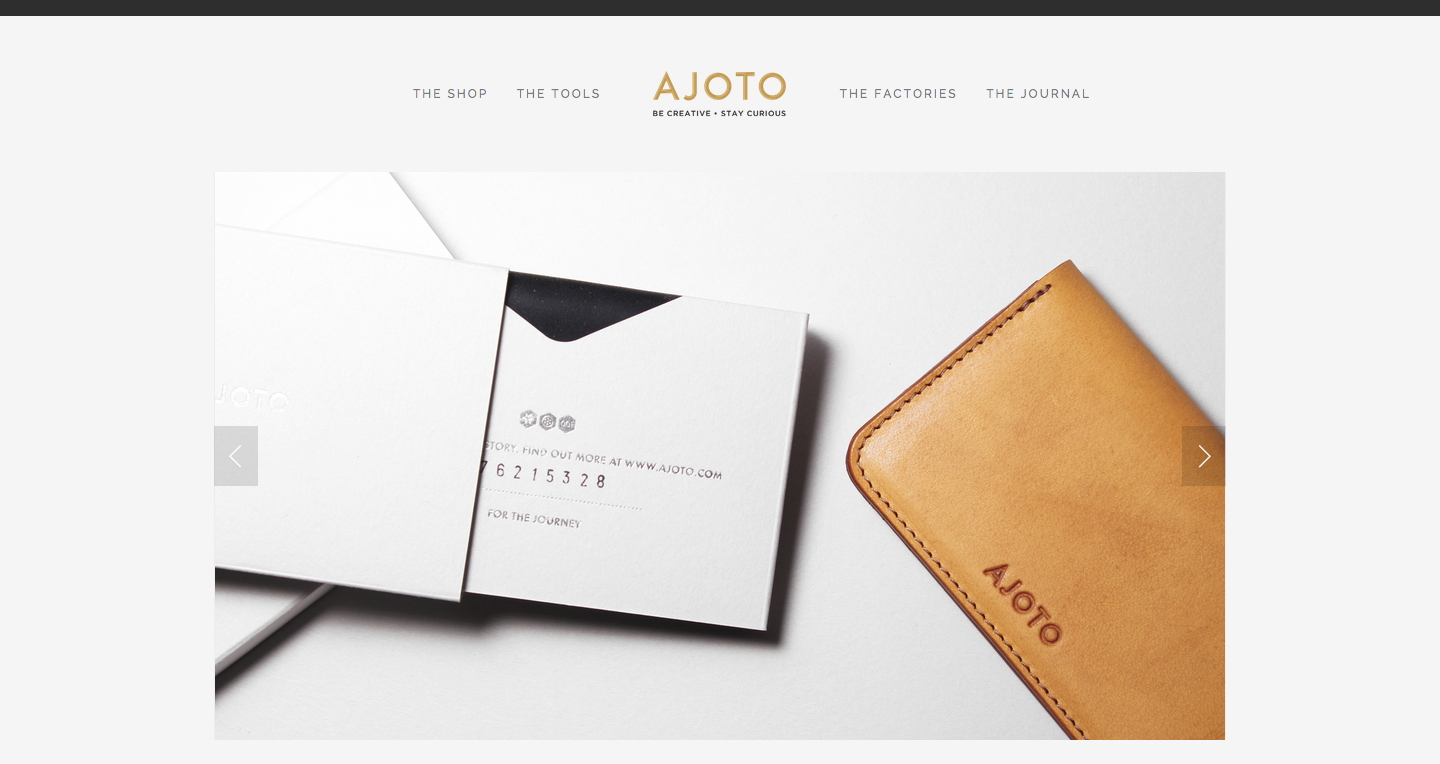 THE SHOP THE TOOLS AJOTO THE FACTORIES THE JOURNAL
BE CREATIVE • STAY CURIOUS
JOTO
STORY. FIND OUT MORE AT WWW.AJOTO.COM
76215328
FOR THE JOURNEY
AJOTO